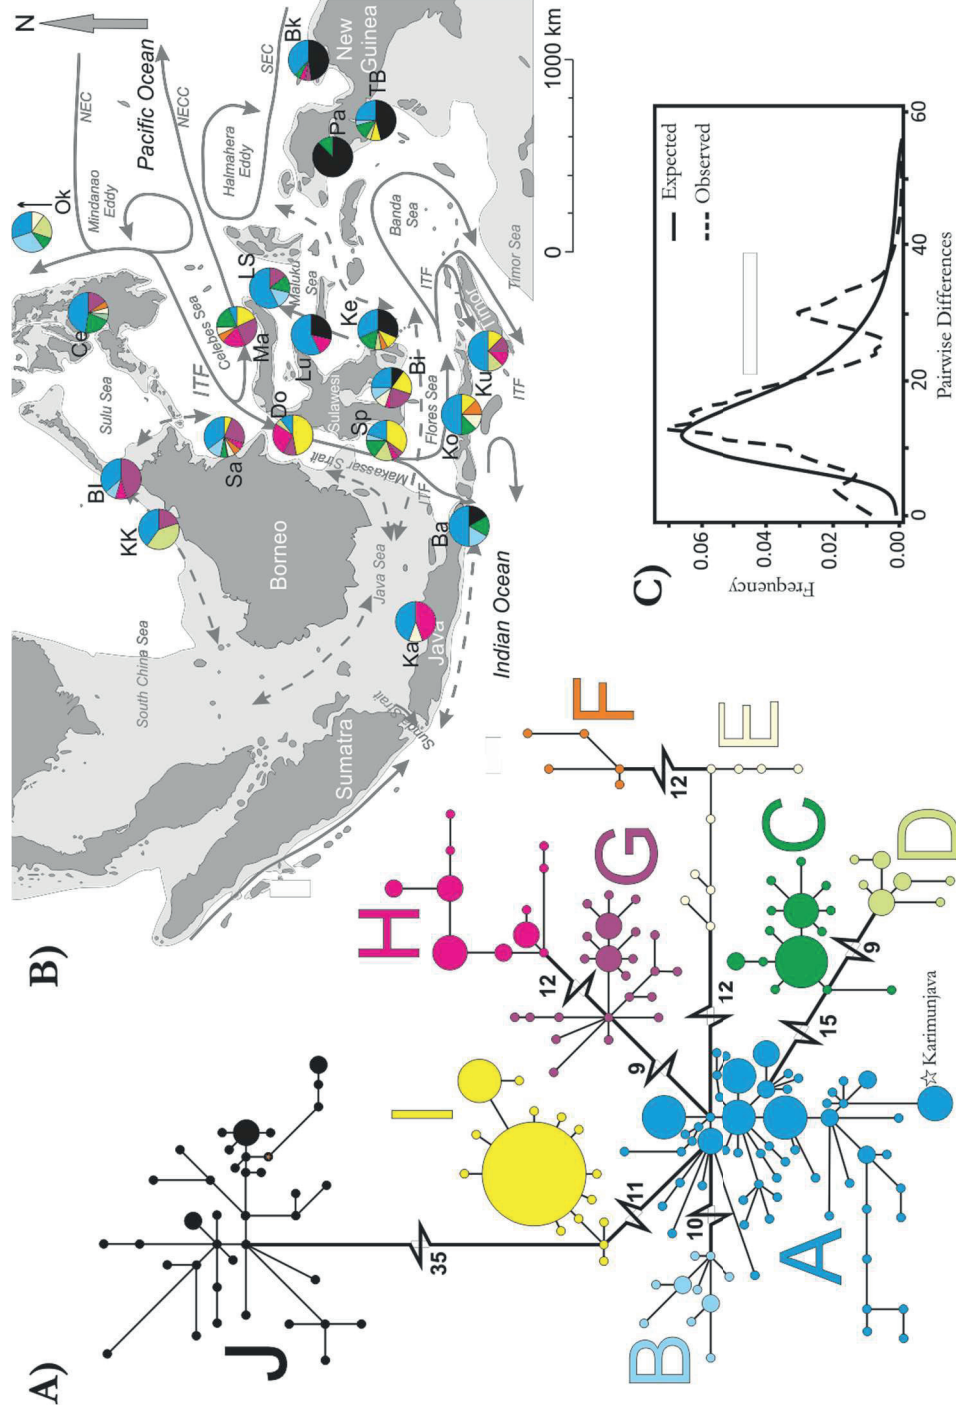 A)
J
35
I
11
H
12
G
9
F
12
E
12
C
15
D
9
B
10
A
☆ Karimunjava
B)
N
NEC
Pacific Ocean
NECC
SEC
Mindanao
Eddy
Halmahera
Eddy
Ok
Ce
Sulu Sea
Celebes Sea
ITF
BI
KK
Sa
Do
Ma
LS
Maluku
Sea
Lu
Ke
Bi
Sp
Sulawesi
Makassar Strait
Borneo
South China Sea
Java Sea
Flores Sea
ITF
ITF
Banda
Sea
Pa
TB
Bk
New
Guinea
Sumatra
Sunda Strait
Ka
Java
Ba
Ko
Ku
Timor
Timor Sea
ITF
Indian Ocean
0 1000 km
C)
Expected
Observed
Frequency
0.06
0.04
0.02
0.00
0 20 40 60
Pairwise Differences